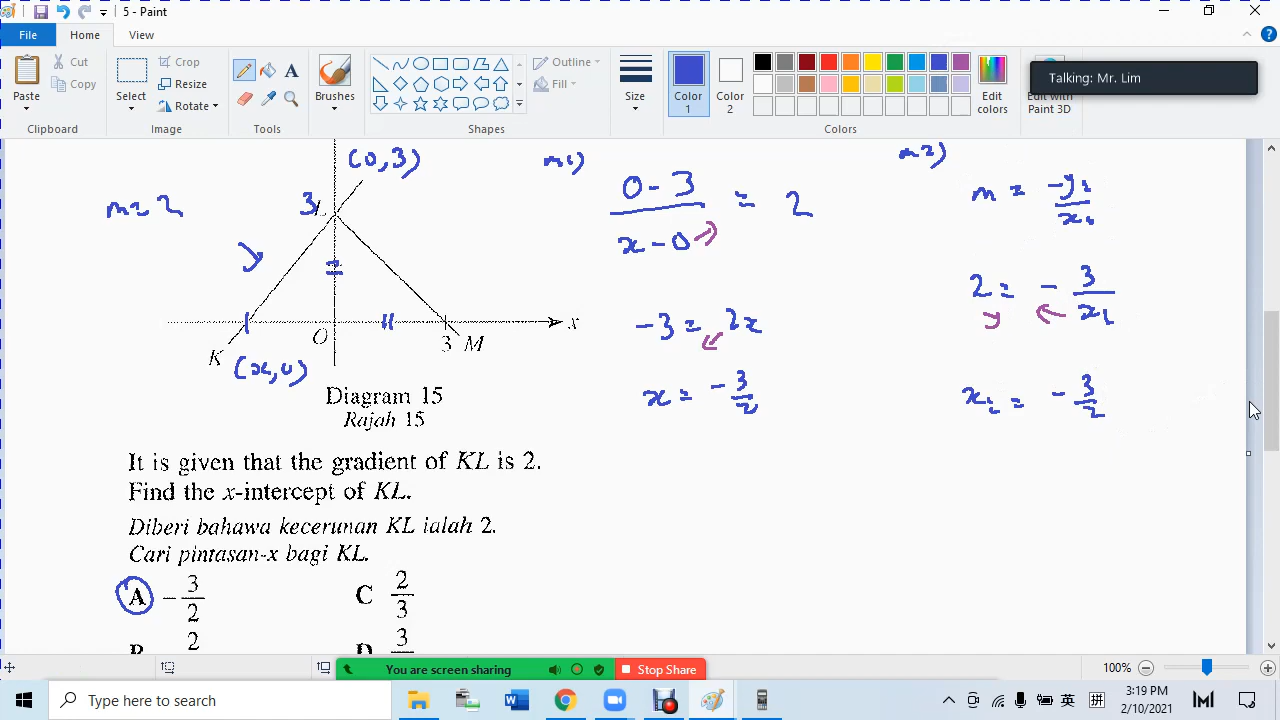 5 - Paint
File Home View
Paste Cut Copy Clipboard
Select Crop Resize Rotate Image
Tools
Brushes
Shapes Outline Fill
Size
Color 1 Color 2
Edit colors
Edit with Paint 3D
Colors
Talking: Mr. Lim
(0,3)
m = 2
3 L
K
(x,0)
O
3 M
x
Diagram 15
Rajah 15
m1)
0 - 3 / x - 0 = 2
-3 = 2x
x = -3/2
m2)
2 = - 3 /
y
= - 3/2
It is given that the gradient of KL is 2.
Find the x-intercept of KL.
Diberi bahawa kecerunan KL ialah 2.
Cari pintasan-x bagi KL.
A - 3/2 C 2/3
You are screen sharing Stop Share
100%
Type here to search
英 拼
3:19 PM
2/10/2021